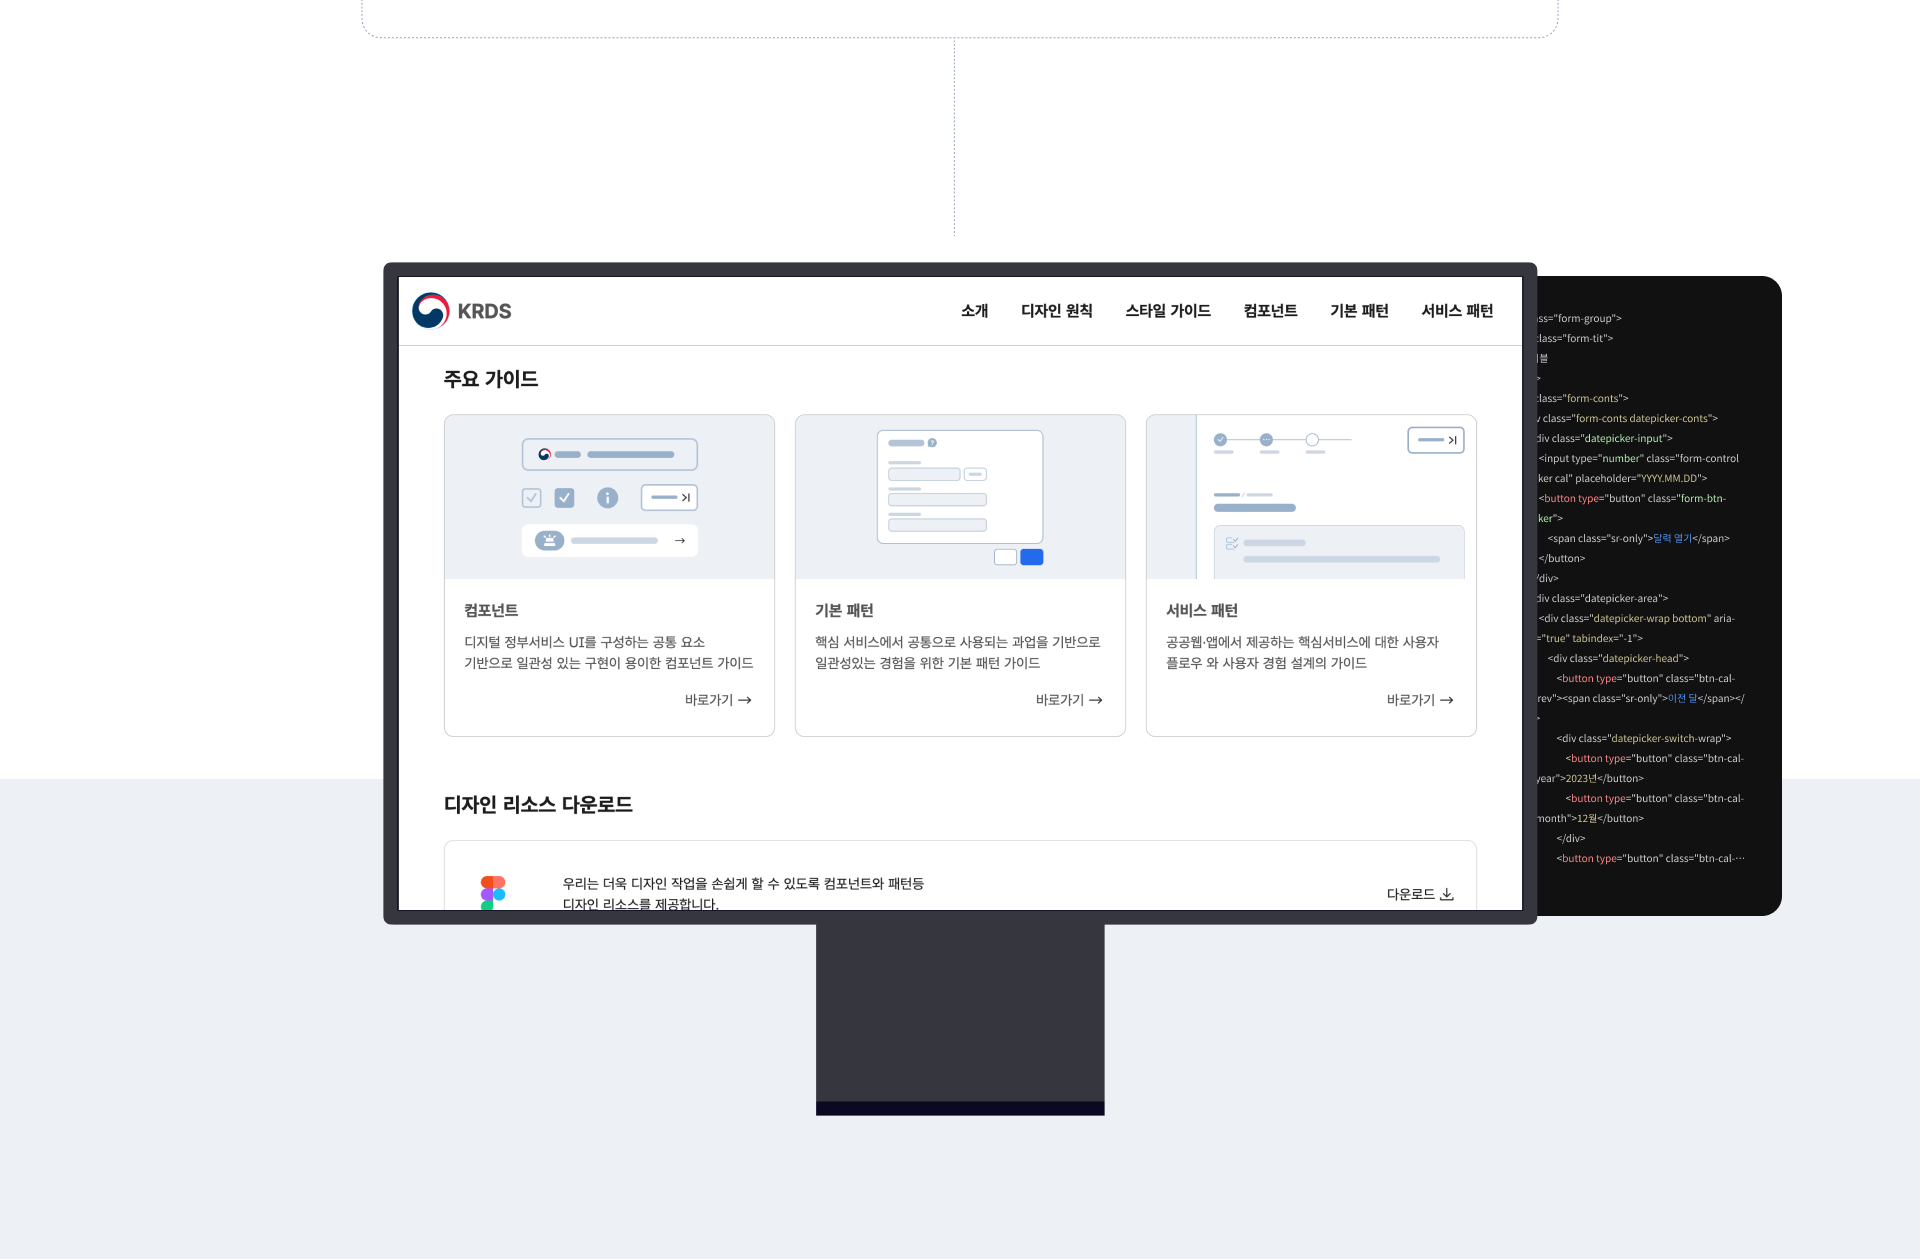 KRDS
소개 디자인 원칙 스타일 가이드 컴포넌트 기본 패턴 서비스 패턴
주요 가이드
컴포넌트
디지털 정부서비스 UI를 구성하는 공통 요소
기반으로 일관성 있는 구현이 용이한 컴포넌트 가이드
바로가기 →
기본 패턴
핵심 서비스에서 공통으로 사용되는 과업을 기반으로
일관성있는 경험을 위한 기본 패턴 가이드
바로가기 →
서비스 패턴
공공웹·앱에서 제공하는 핵심서비스에 대한 사용자
플로우 와 사용자 경험 설계의 가이드
바로가기 →
디자인 리소스 다운로드
우리는 더욱 디자인 작업을 손쉽게 할 수 있도록 컴포넌트와 패턴등
디자인 리소스를 제공합니다.
다운로드
ss="form-group">
class="form-tit">
블
>
class="form-conts">
class="form-conts datepicker-conts">
div class="datepicker-input">
<input type="number" class="form-control
ker cal" placeholder="YYYY.MM.DD">
<button type="button" class="form-btn-
ker">
<span class="sr-only">달력 열기</span>
</button>
/div>
div class="datepicker-area">
<div class="datepicker-wrap bottom" aria-
="true" tabindex="-1">
<div class="datepicker-head">
<button type="button" class="btn-cal-
rev"><span class="sr-only">이전 달</span></
>
<div class="datepicker-switch-wrap">
<button type="button" class="btn-cal-
year">2023년</button>
<button type="button" class="btn-cal-
month">12월</button>
</div>
<button type="button" class="btn-cal-···